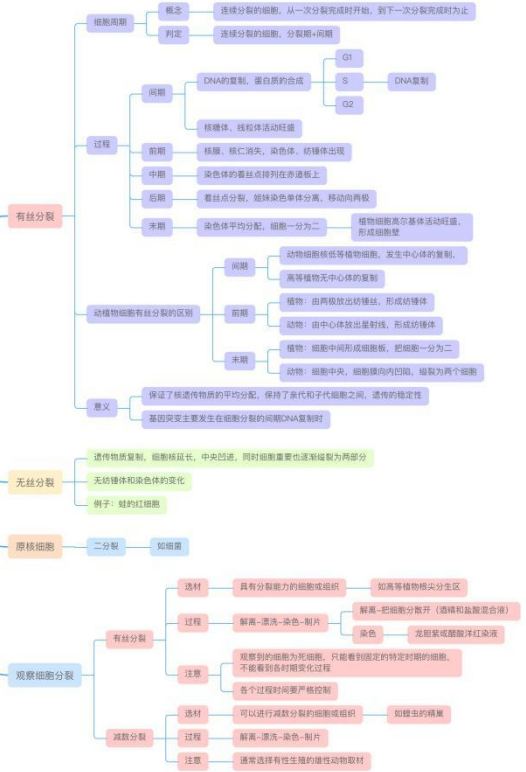 细胞周期
概念
连续分裂的细胞，从一次分裂完成时开始，到下一次分裂完成时为止
判定
连续分裂的细胞，分裂期+间期
有丝分裂
过程
间期
DNA的复制，蛋白质的合成
G1
S
DNA复制
G2
核糖体、线粒体活动旺盛
前期
核膜、核仁消失，染色体、纺锤体出现
中期
染色体的着丝点排列在赤道板上
后期
着丝点分裂，姐妹染色单体分离，移动向两极
末期
染色体平均分配，细胞一分为二
植物细胞高尔基体活动旺盛，
形成细胞壁
动植物细胞有丝分裂的区别
间期
动物细胞核低等植物细胞，发生中心体的复制、
高等植物无中心体的复制
前期
植物：由两极放出纺锤丝，形成纺锤体
动物：由中心体放出星射线，形成纺锤体
末期
植物：细胞中间形成细胞板，把细胞一分为二
动物：细胞中央，细胞膜向内凹陷，缢裂为两个细胞
意义
保证了核遗传物质的平均分配，保持了亲代和子代细胞之间，遗传的稳定性
基因突变主要发生在细胞分裂的间期DNA复制时
无丝分裂
遗传物质复制，细胞核延长，中央凹进，同时细胞重要也逐渐缢裂为两部分
无纺锤体和染色体的变化
例子：蛙的红细胞
原核细胞
二分裂
如细菌
观察细胞分裂
有丝分裂
选材
具有分裂能力的细胞或组织
如高等植物根尖分生区
过程
解离-漂洗-染色-制片
解离-把细胞分散开（酒精和盐酸混合液）
染色
龙胆紫或醋酸洋红染液
注意
观察到的细胞为死细胞，只能看到固定的特定时期的细胞，
不能看到各时期变化过程
各个过程时间要严格控制
减数分裂
选材
可以进行减数分裂的细胞或组织
如蝗虫的精巢
过程
解离-漂洗-染色-制片
注意
通常选择有性生殖的雄性动物取材